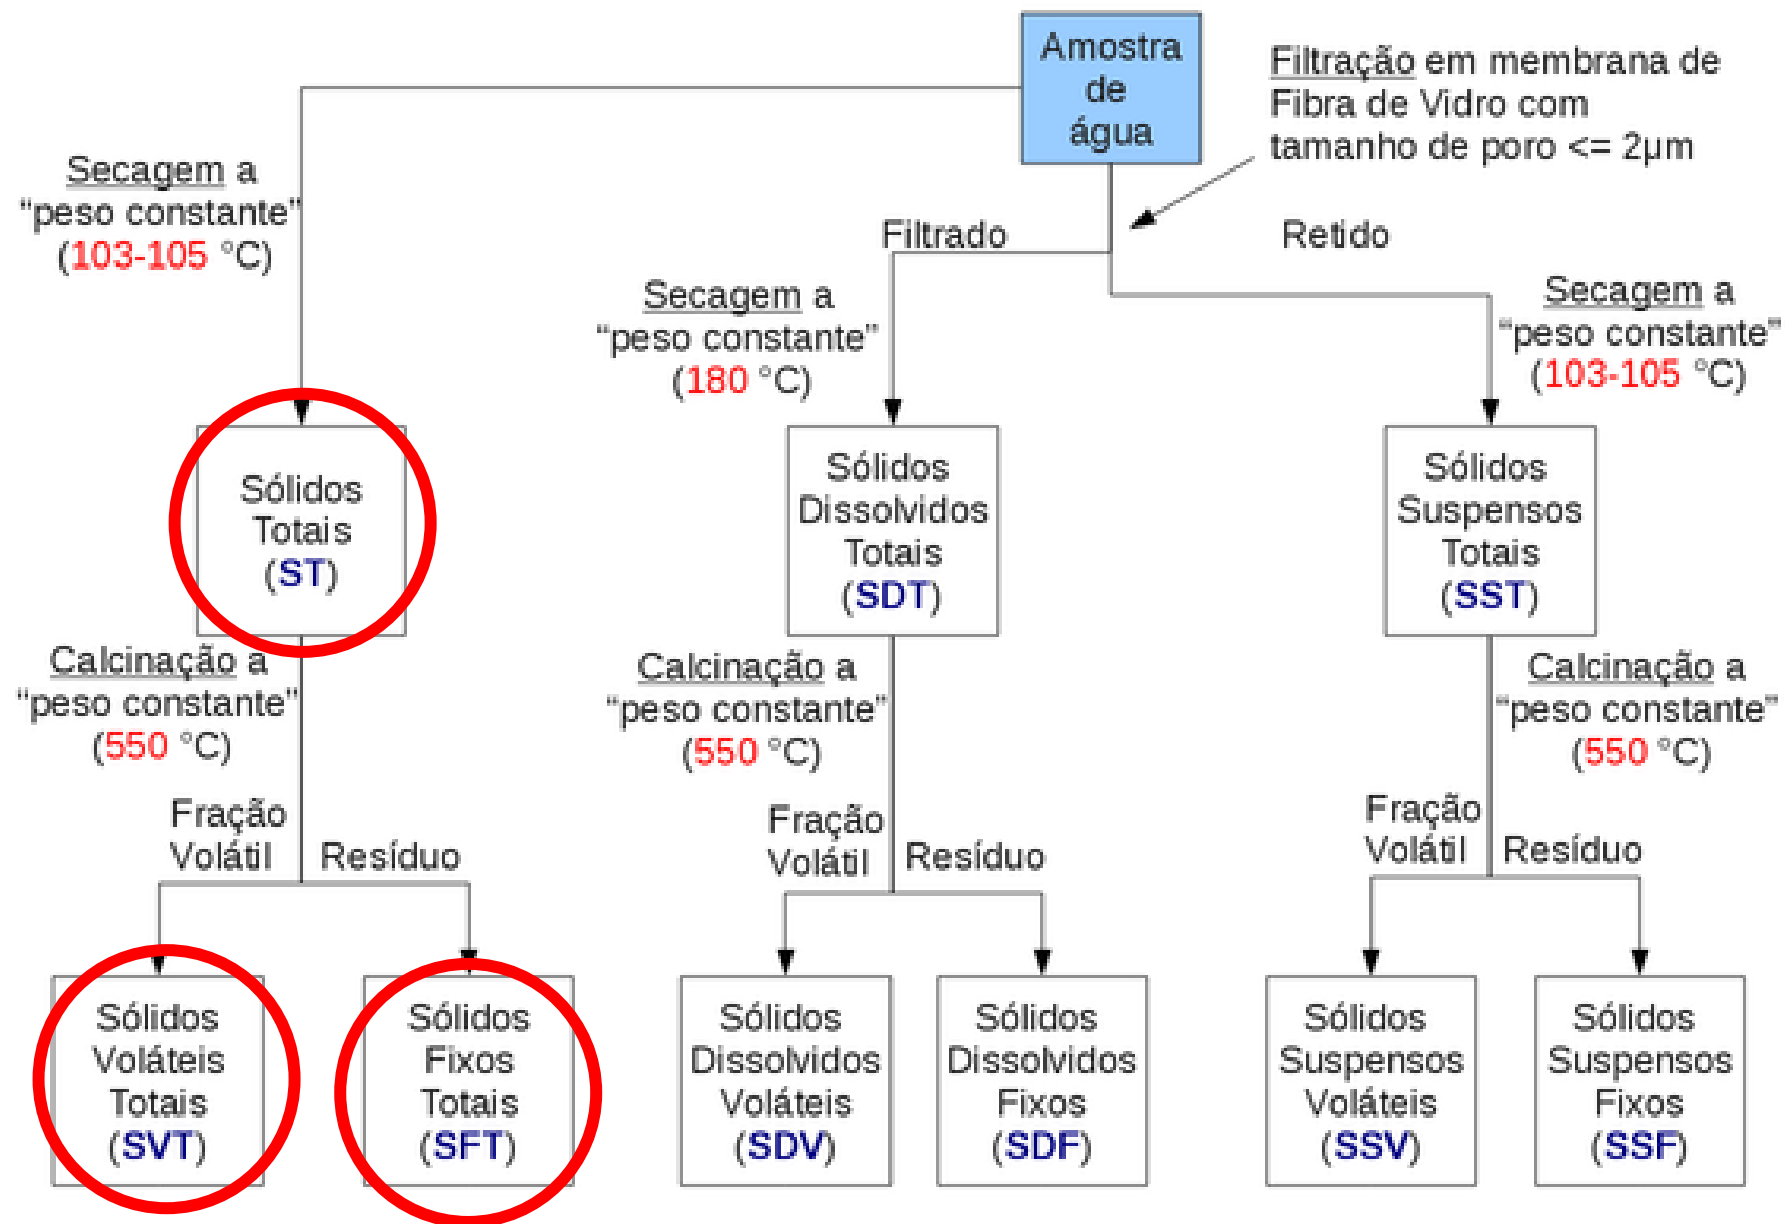 Amostra
de
água
Filtração em membrana de
Fibra de Vidro com
tamanho de poro <= 2µm
Secagem a
“peso constante”
(103-105 °C)
Filtrado
Retido
Secagem a
“peso constante”
(180 °C)
Secagem a
“peso constante”
(103-105 °C)
Sólidos
Totais
(ST)
Sólidos
Dissolvidos
Totais
(SDT)
Sólidos
Suspensos
Totais
(SST)
Calcinação a
“peso constante”
(550 °C)
Calcinação a
“peso constante”
(550 °C)
Calcinação a
“peso constante”
(550 °C)
Fração
Volátil
Resíduo
Fração
Volátil
Resíduo
Fração
Volátil
Resíduo
Sólidos
Voláteis
Totais
(SVT)
Sólidos
Fixos
Totais
(SFT)
Sólidos
Dissolvidos
Voláteis
(SDV)
Sólidos
Dissolvidos
Fixos
(SDF)
Sólidos
Suspensos
Voláteis
(SSV)
Sólidos
Suspensos
Fixos
(SSF)